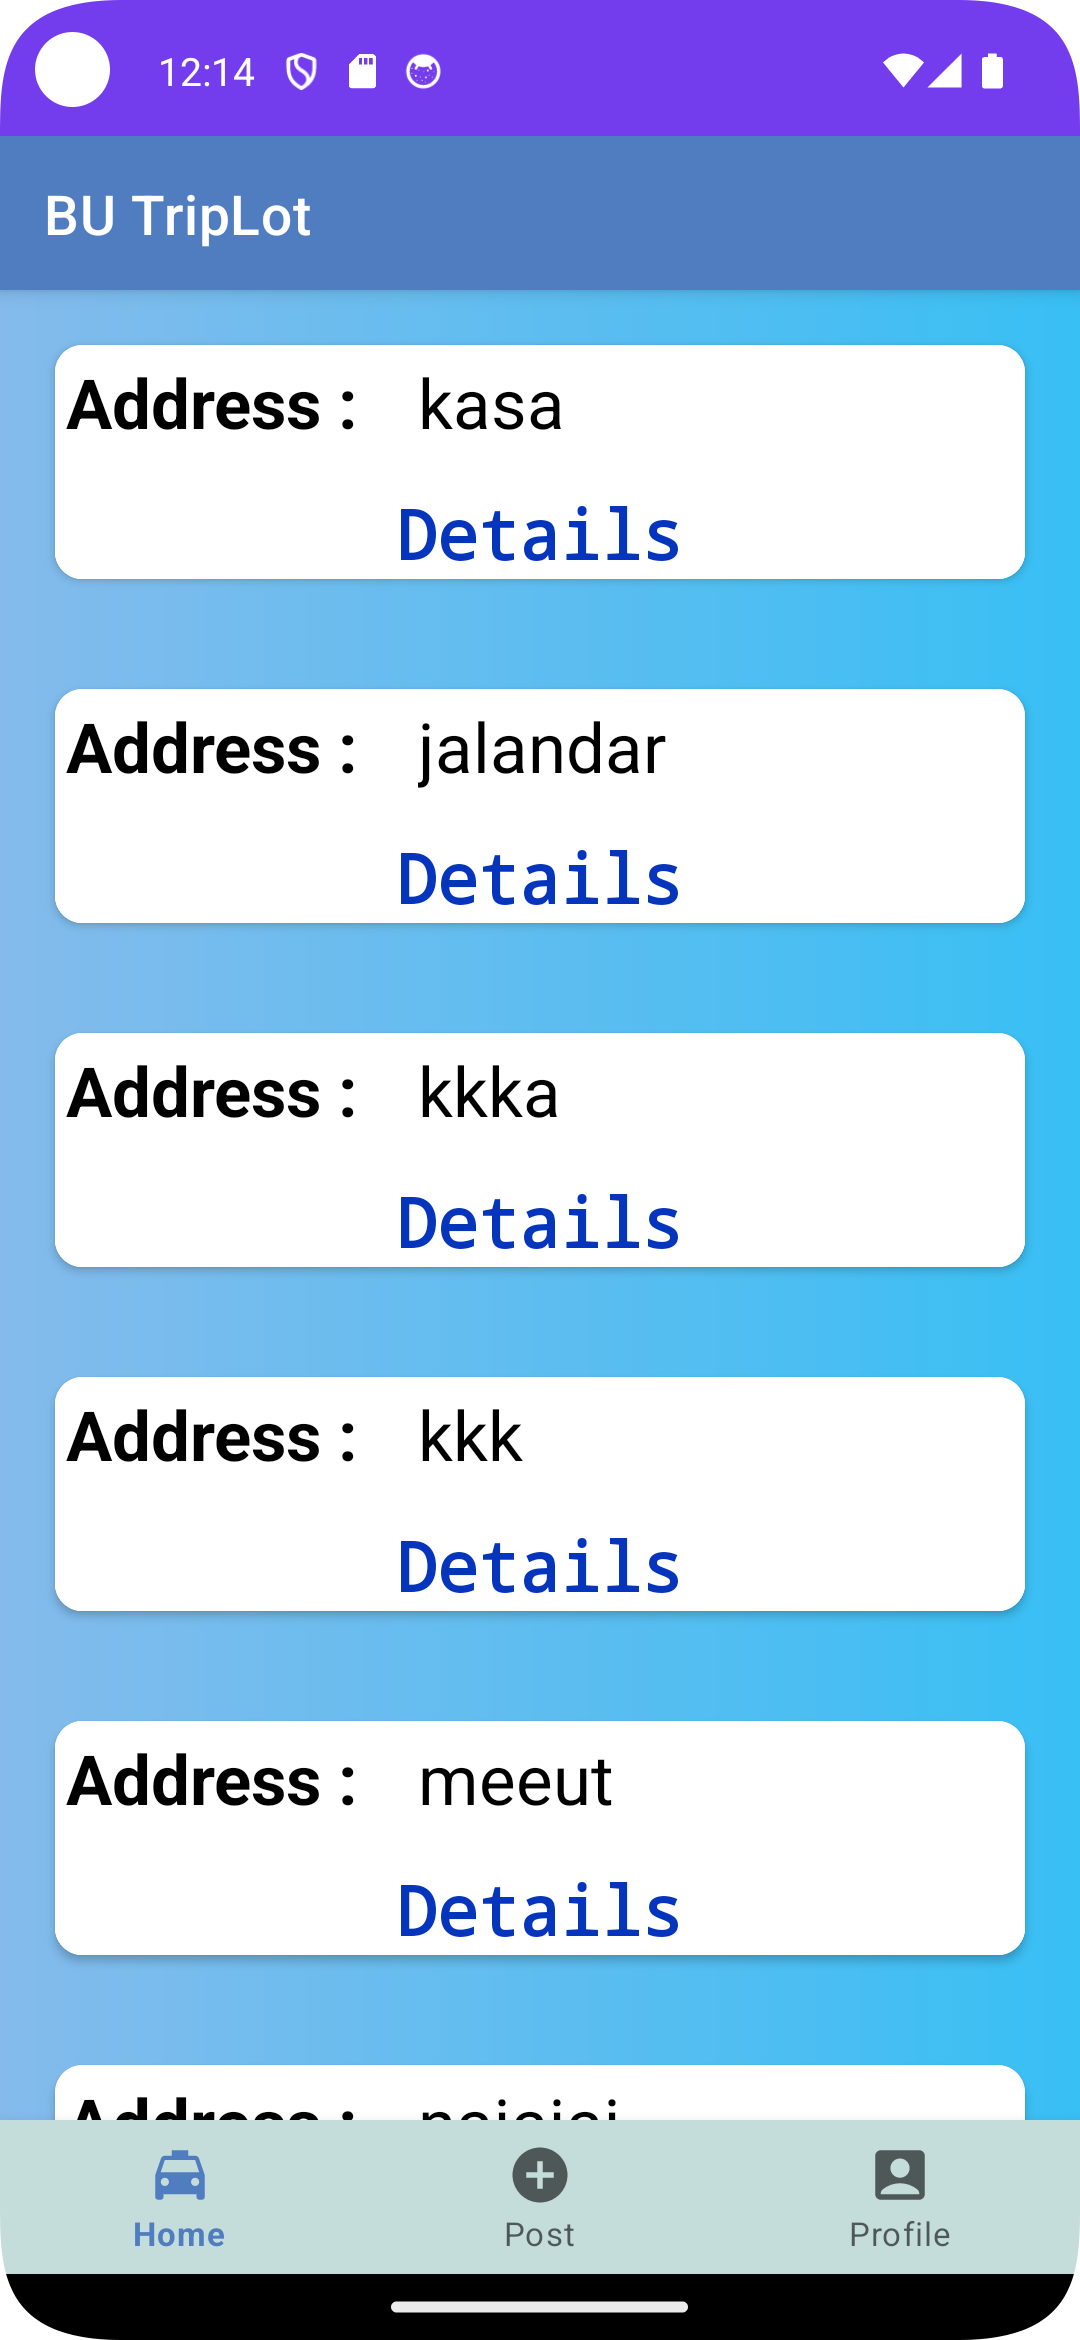 12:14
BU TripLot
Address : kasa
Details
Address : jalandar
Details
Address : kkka
Details
Address : kkk
Details
Address : meeut
Details
Address :
Home
Post
Profile